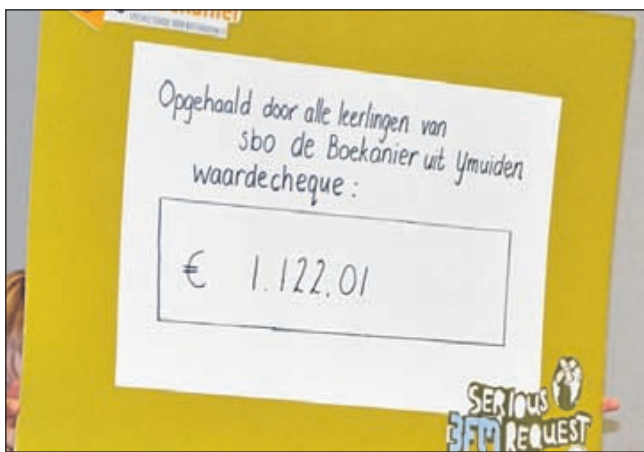 Opgehaald door alle leerlingen van
sbo de Boekanier uit Ymuiden
waardecheque :
€ 1.122.01
SERIOUS
3FM REQUEST